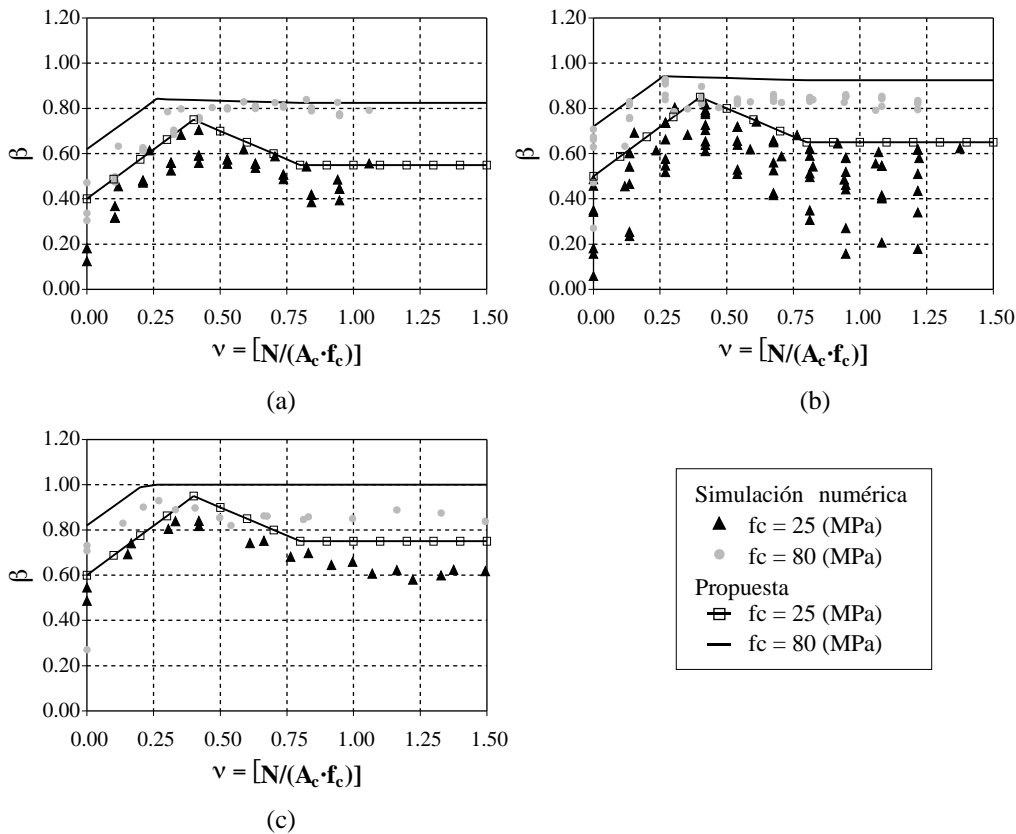 1.20
1.00
0.80
0.60
0.40
0.20
0.00
β
0.00 0.25 0.50 0.75 1.00 1.25 1.50
ν = [N/(Ac·fc)]
(a)
1.20
1.00
0.80
0.60
0.40
0.20
0.00
β
0.00 0.25 0.50 0.75 1.00 1.25 1.50
ν = [N/(Ac·fc)]
(b)
1.20
1.00
0.80
0.60
0.40
0.20
0.00
β
0.00 0.25 0.50 0.75 1.00 1.25 1.50
ν = [N/(Ac·fc)]
(c)
Simulación numérica
fc = 25 (MPa)
fc = 80 (MPa)
Propuesta
fc = 25 (MPa)
fc = 80 (MPa)